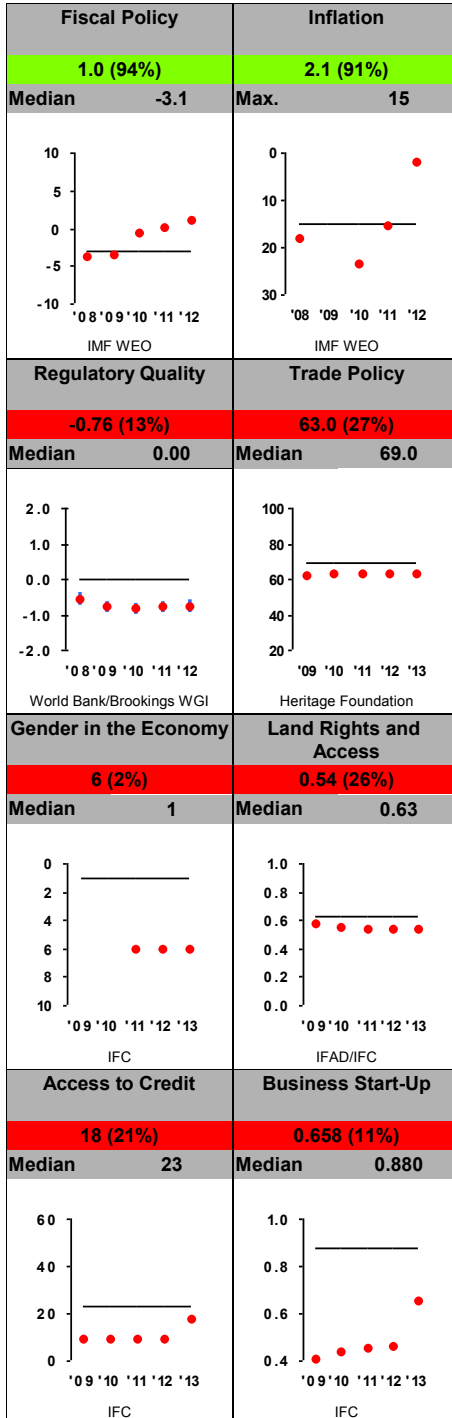 Fiscal Policy
1.0 (94%)
Median -3.1
10
5
0
-5
-10
'08 '09 '10 '11 '12
IMF WEO
Inflation
2.1 (91%)
Max. 15
0
10
20
30
'08 '09 '10 '11 '12
IMF WEO
Regulatory Quality
-0.76 (13%)
Median 0.00
2.0
1.0
0.0
-1.0
-2.0
'08 '09 '10 '11 '12
World Bank/Brookings WGI
Trade Policy
63.0 (27%)
Median 69.0
100
80
60
40
20
'09 '10 '11 '12 '13
Heritage Foundation
Gender in the Economy
6 (2%)
Median 1
0
2
4
6
8
10
'09 '10 '11 '12 '13
IFC
Land Rights and
Access
0.54 (26%)
Median 0.63
1.0
0.8
0.6
0.4
0.2
0.0
'09 '10 '11 '12 '13
IFAD/IFC
Access to Credit
18 (21%)
Median 23
60
40
20
0
'09 '10 '11 '12 '13
IFC
Business Start-Up
0.658 (11%)
Median 0.880
1.0
0.8
0.6
0.4
'09 '10 '11 '12 '13
IFC